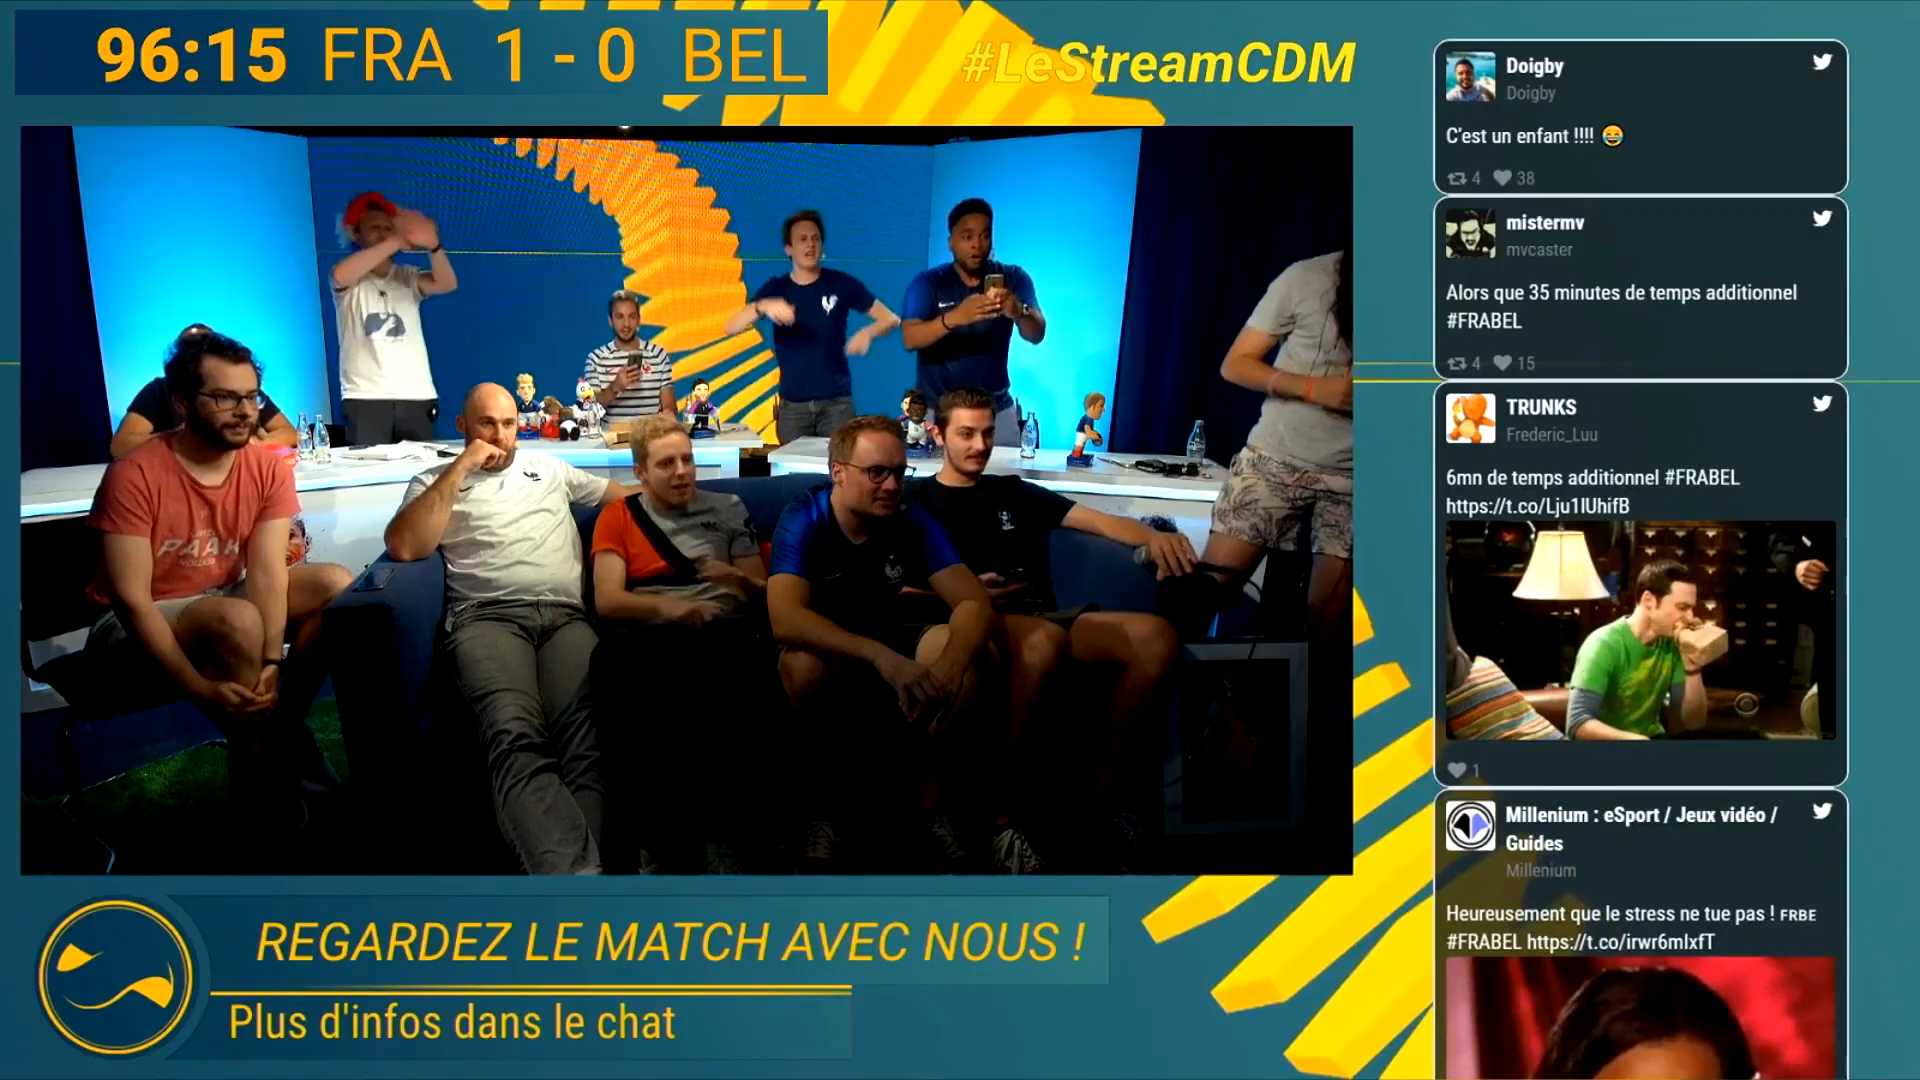 96:15 FRA 1 - 0 BEL
#LeStreamCDM
Doigby
Doigby
C'est un enfant !!!! 😂
4 38
mistermv
mvcaster
Alors que 35 minutes de temps additionnel
#FRABEL
4 15
TRUNKS
Frederic_Luu
6mn de temps additionnel #FRABEL
https://t.co/Lju1lUhifB
1
Millenium : eSport / Jeux vidéo /
Guides
Millenium
Heureusement que le stress ne tue pas ! FRBE
#FRABEL https://t.co/irwr6mlxfT
PAAK
REGARDEZ LE MATCH AVEC NOUS !
Plus d'infos dans le chat